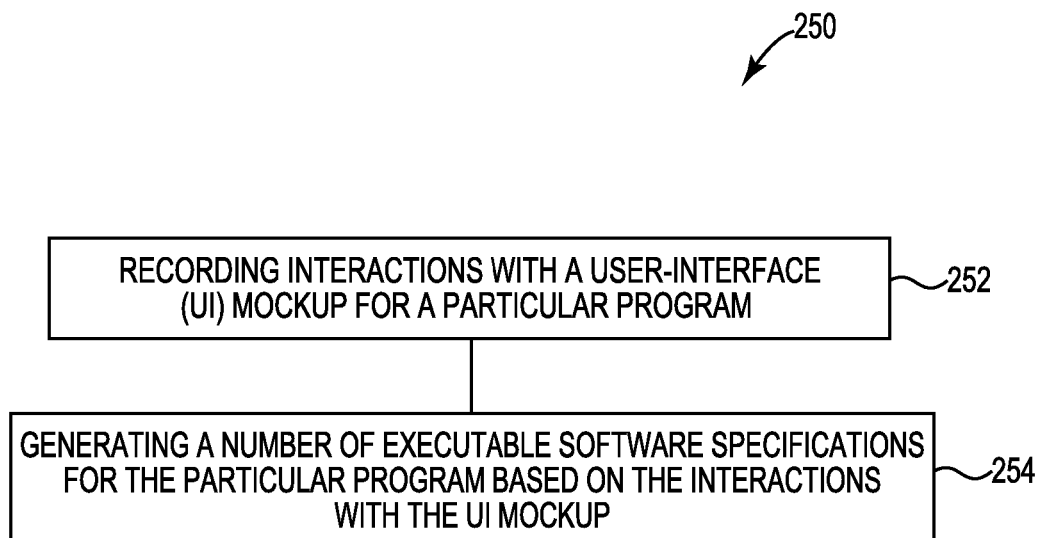 250
RECORDING INTERACTIONS WITH A USER-INTERFACE
(UI) MOCKUP FOR A PARTICULAR PROGRAM
252
GENERATING A NUMBER OF EXECUTABLE SOFTWARE SPECIFICATIONS
FOR THE PARTICULAR PROGRAM BASED ON THE INTERACTIONS
WITH THE UI MOCKUP
254